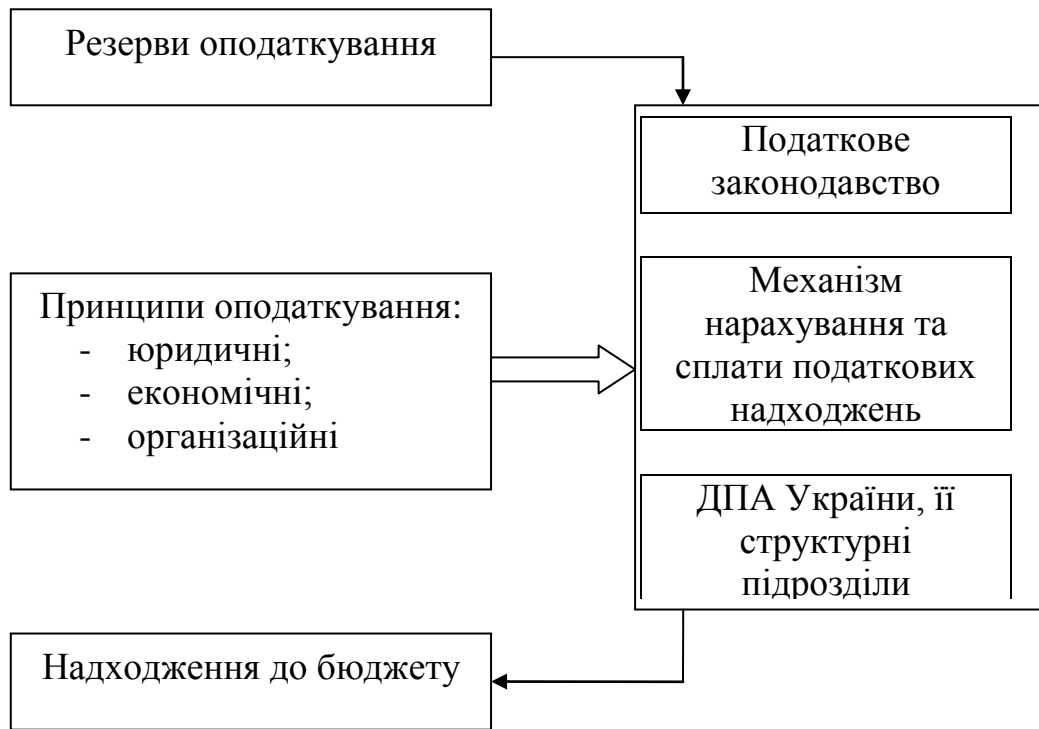 Резерви оподаткування
Податкове
законодавство
Принципи оподаткування:
- юридичні;
- економічні;
- організаційні
Механізм
нарахування та
сплати податкових
надходжень
ДПА України, її
структурні
підрозділи
Надходження до бюджету